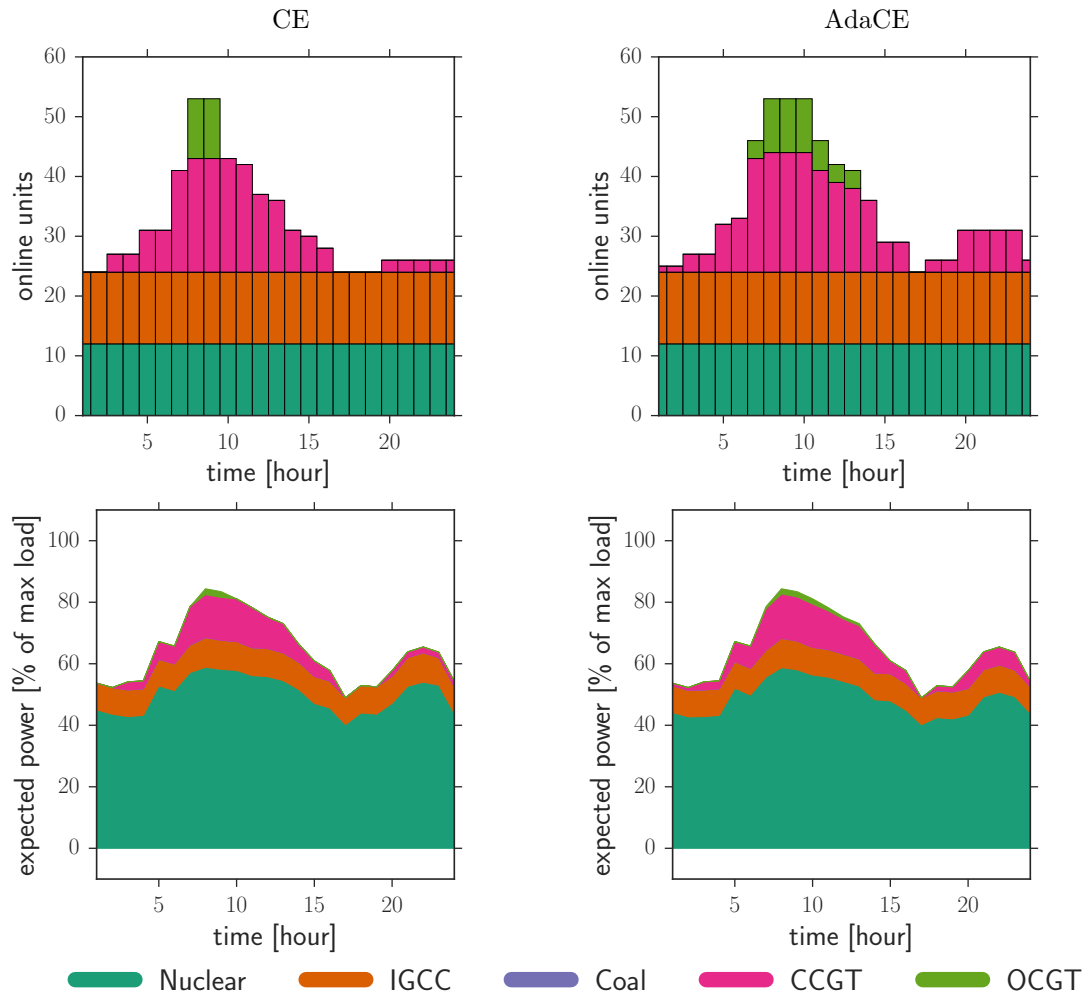 CE
AdaCE
60
50
40
30
20
10
0
online units
5 10 15 20
time [hour]
60
50
40
30
20
10
0
online units
5 10 15 20
time [hour]
100
80
60
40
20
0
expected power [% of max load]
5 10 15 20
time [hour]
100
80
60
40
20
0
expected power [% of max load]
5 10 15 20
time [hour]
Nuclear IGCC Coal CCGT OCGT